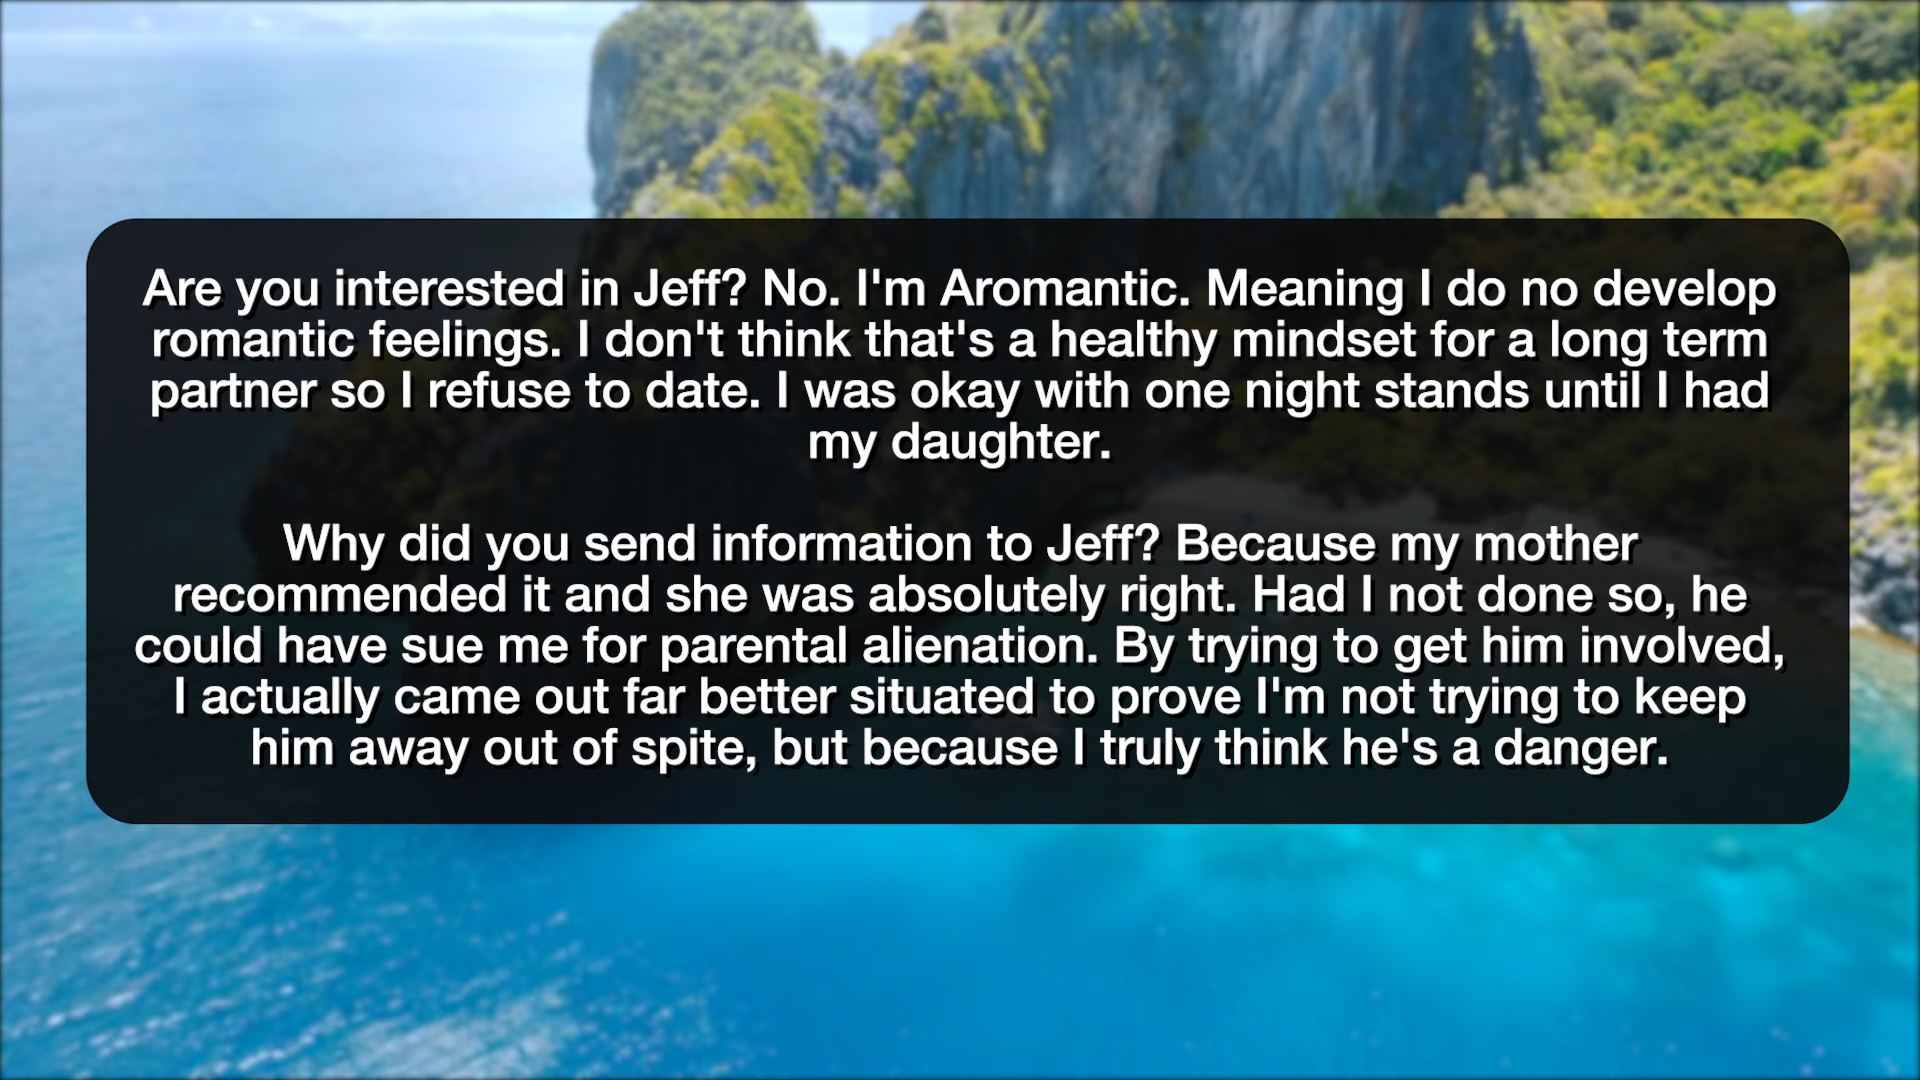 Are you interested in Jeff? No. I'm Aromantic. Meaning I do no develop
romantic feelings. I don't think that's a healthy mindset for a long term
partner so I refuse to date. I was okay with one night stands until I had
my daughter.
Why did you send information to Jeff? Because my mother
recommended it and she was absolutely right. Had I not done so, he
could have sue me for parental alienation. By trying to get him involved,
I actually came out far better situated to prove I'm not trying to keep
him away out of spite, but because I truly think he's a danger.